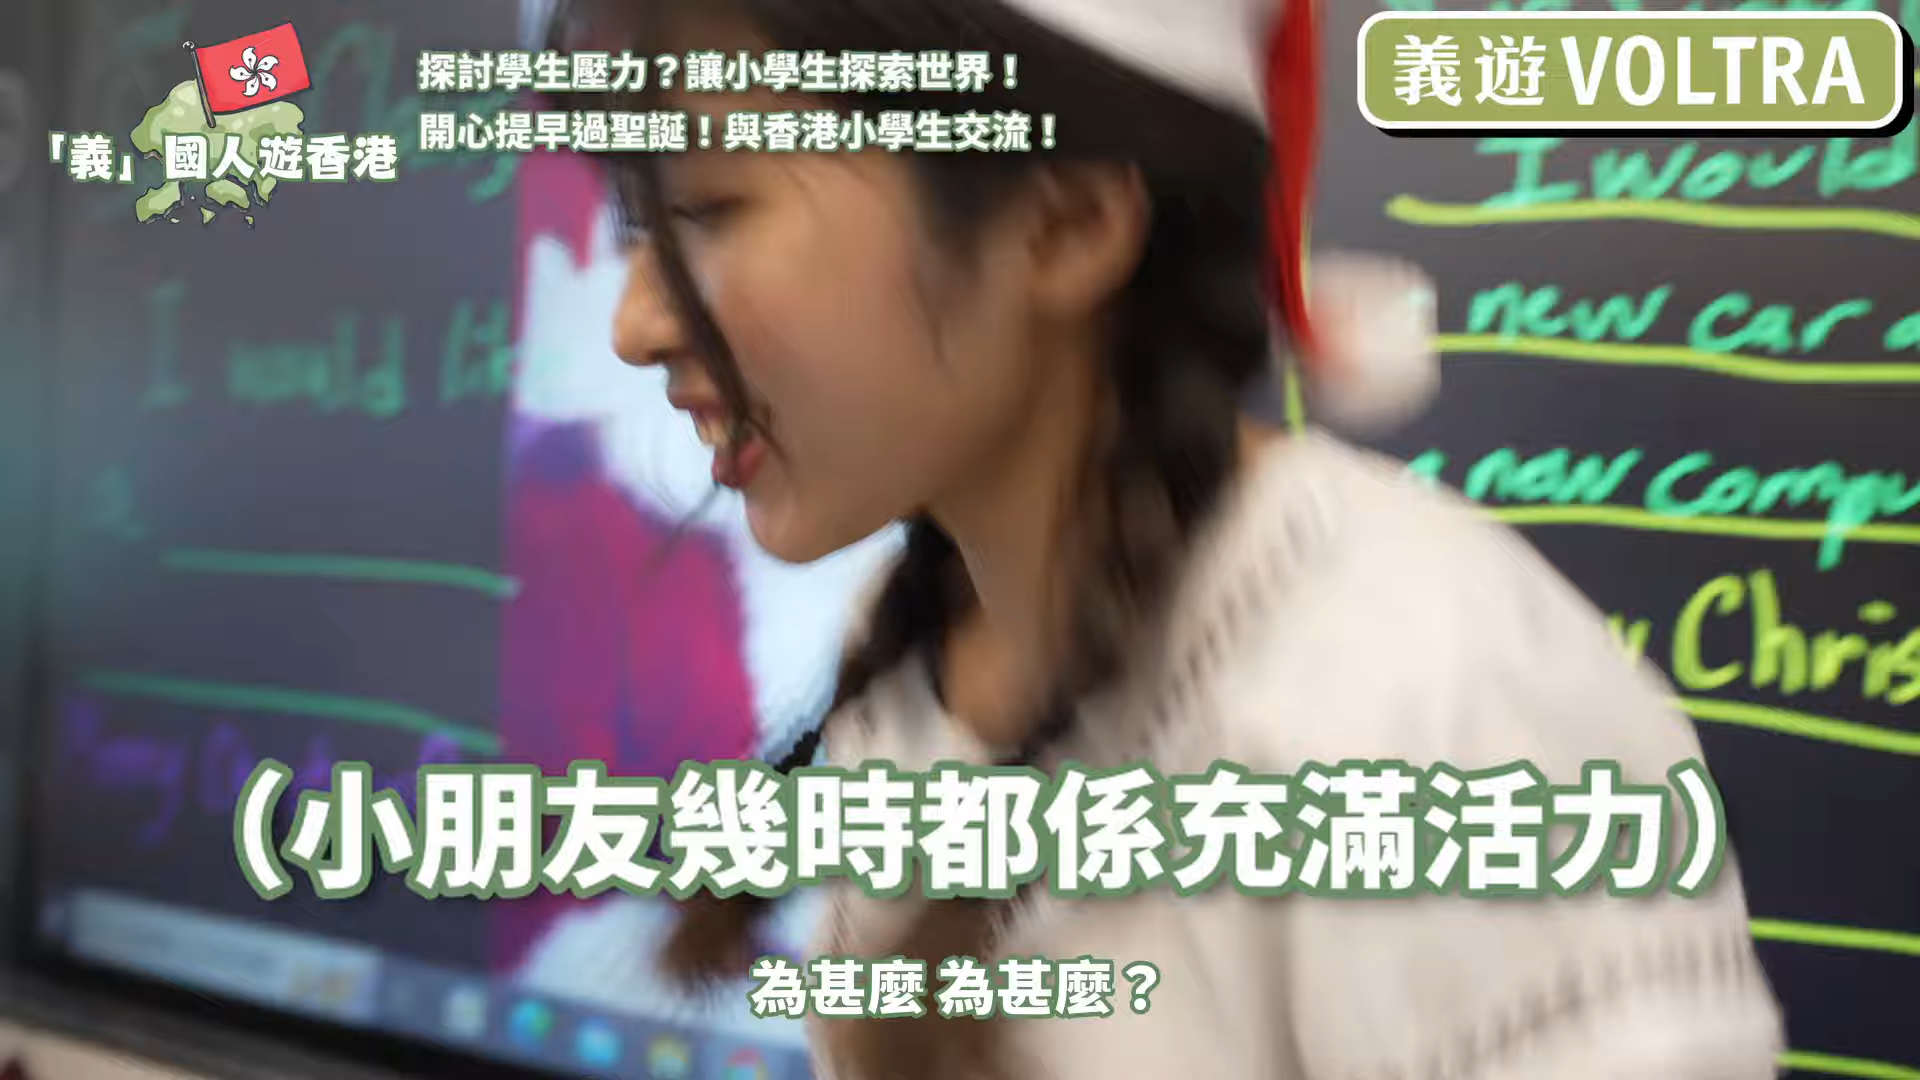 「義」國人遊香港
探討學生壓力？讓小學生探索世界！
開心提早過聖誕！與香港小學生交流！
義遊VOLTRA
I would
new car
new compu
Chris
I would like
（小朋友幾時都係充滿活力）
為甚麼 為甚麼？